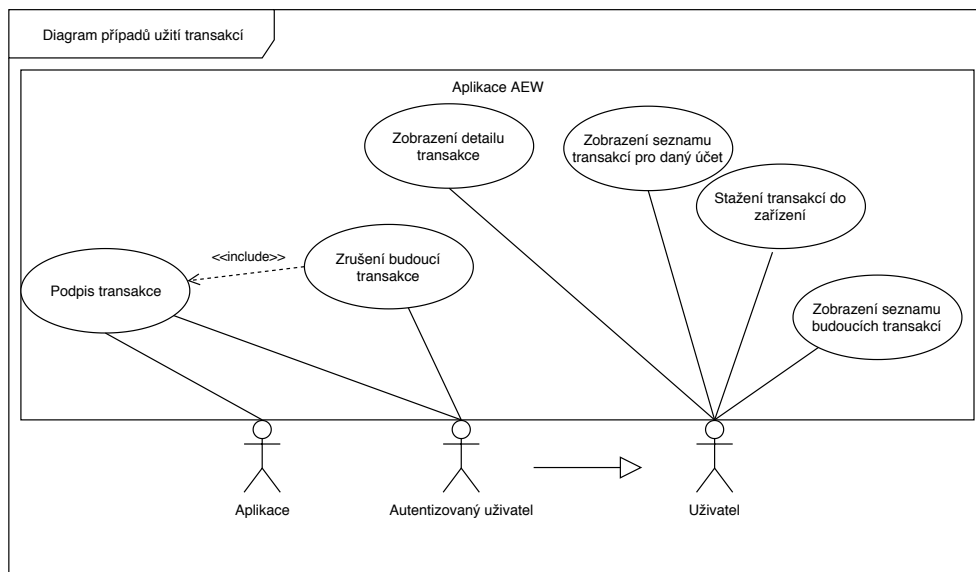 Diagram případů užití transakcí
Aplikace AEW
Zobrazení detailu
transakce
Zobrazení seznamu
transakcí pro daný účet
Stažení transakcí do
zařízení
<<include>>
Zrušení budoucí
transakce
Podpis transakce
Zobrazení seznamu
budoucích transakcí
Aplikace
Autentizovaný uživatel
Uživatel